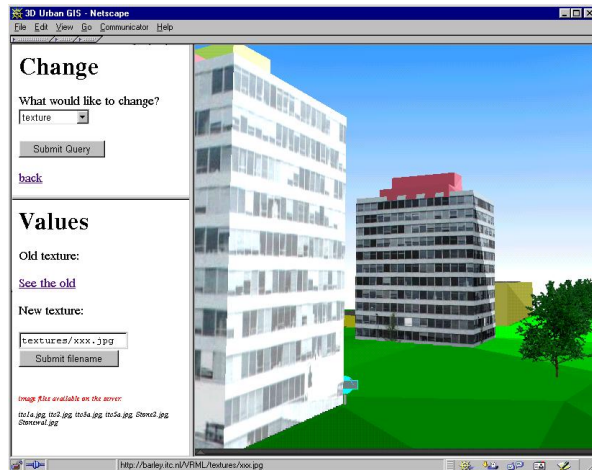 3D Urban GIS - Netscape
File Edit View Go Communicator Help
Change
What would like to change?
texture
Submit Query
back
Values
Old texture:
See the old
New texture:
textures/xxx.jpg
Submit filename
Image files available on the server:
itc1a.jpg, itc2.jpg, itc3a.jpg, itc5a.jpg, Stone2.jpg,
Stonewal.jpg
http://barley.itc.nl/VRML/textures/xxx.jpg